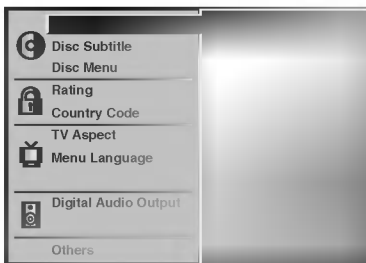 Disc Subtitle
Disc Menu
Rating
Country Code
TV Aspect
Menu Language
Digital Audio Output
Others